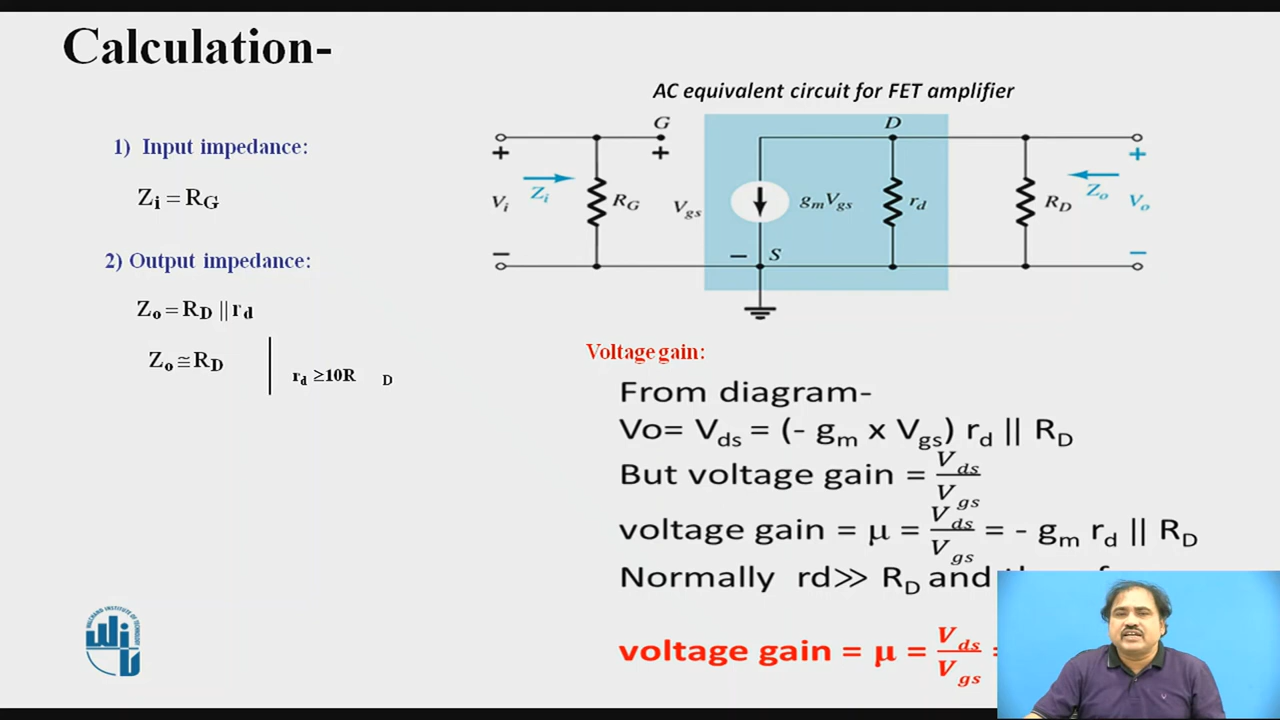 Calculation-
1) Input impedance:
Zi = RG
2) Output impedance:
Zo = RD || rd
Zo ≅ RD
rd ≥10R D
AC equivalent circuit for FET amplifier
G
D
+
+
+
Vi
Zi
RG
Vgs
gmVgs
rd
RD
Zo
Vo
−
−
S
−
Voltage gain:
From diagram-
Vo= Vds = (- gm x Vgs) rd || RD
But voltage gain = Vds/Vgs
voltage gain = μ = Vds/Vgs = - gm rd || RD
Normally rd≫ RD and
voltage gain = μ = Vds/Vgs =